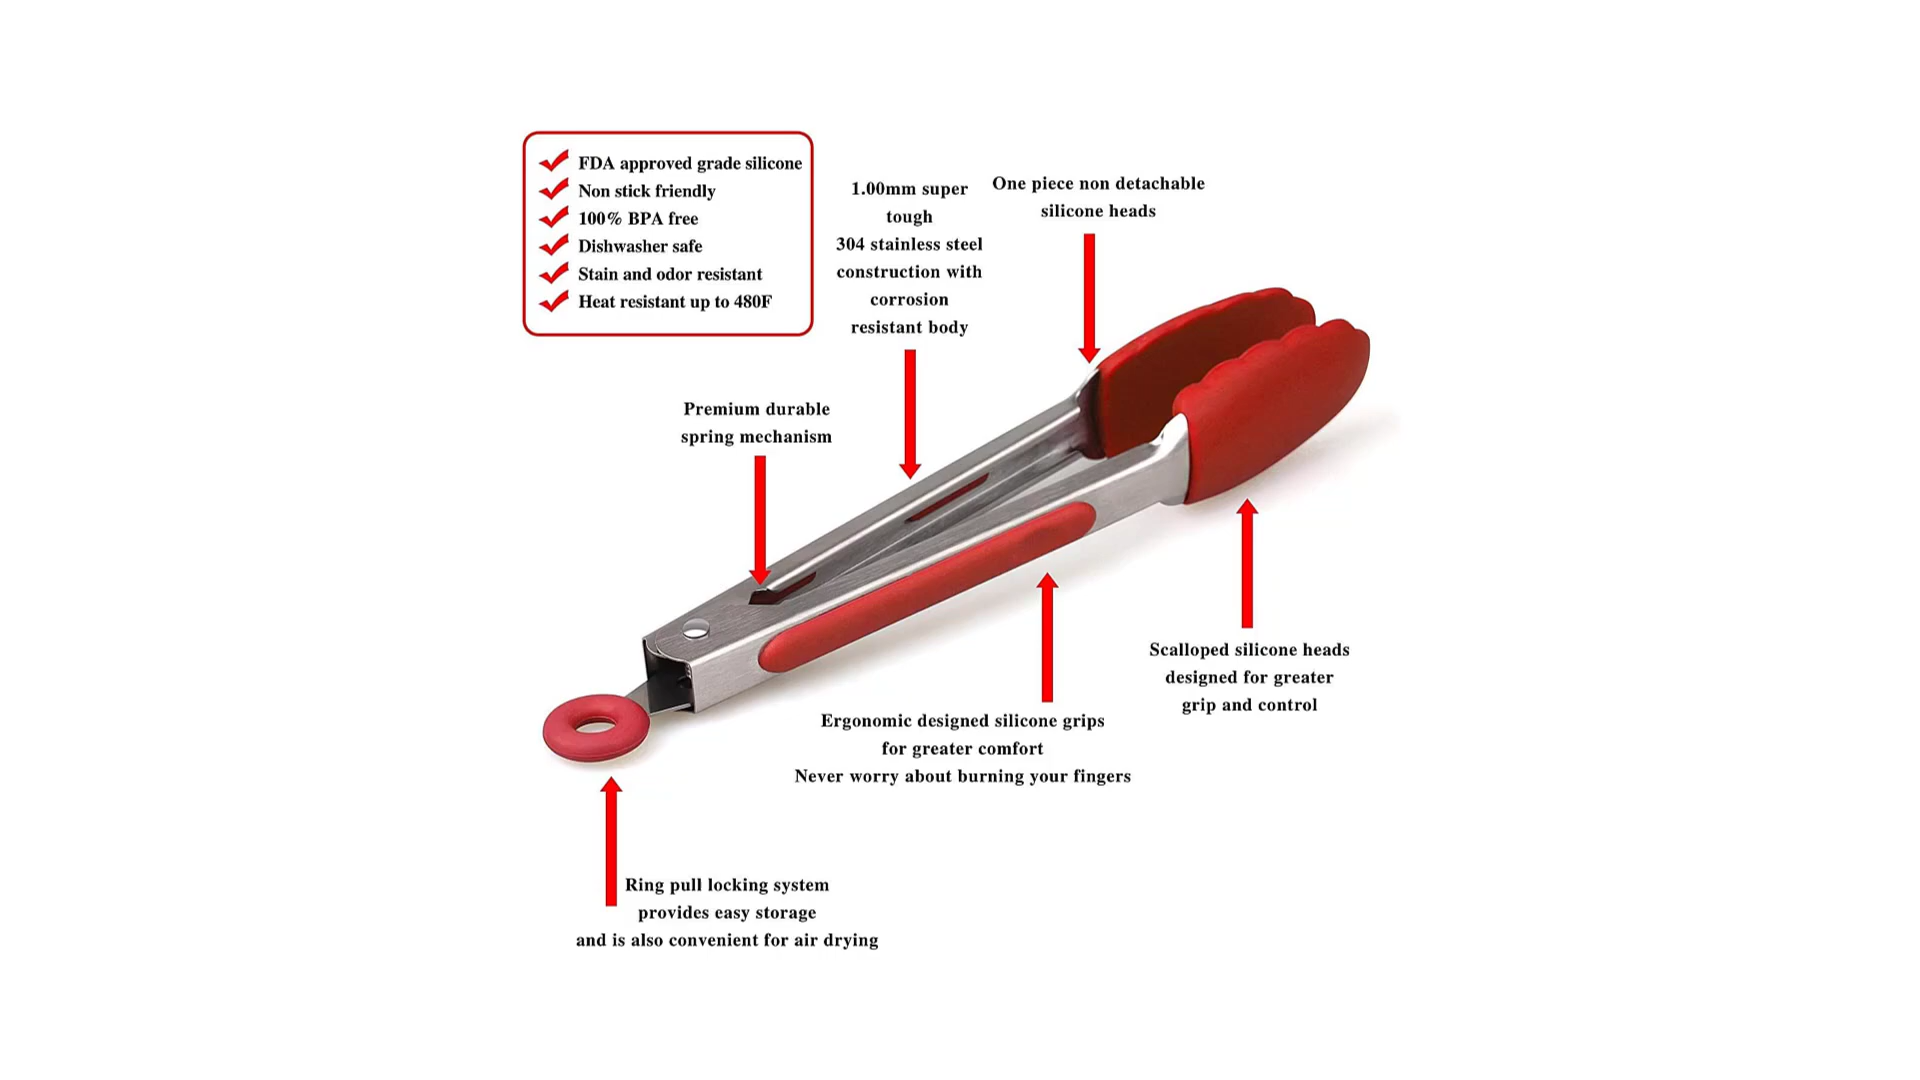 FDA approved grade silicone
Non stick friendly
100% BPA free
Dishwasher safe
Stain and odor resistant
Heat resistant up to 480F
1.00mm super
tough
304 stainless steel
construction with
corrosion
resistant body
One piece non detachable
silicone heads
Premium durable
spring mechanism
Scalloped silicone heads
designed for greater
grip and control
Ergonomic designed silicone grips
for greater comfort
Never worry about burning your fingers
Ring pull locking system
provides easy storage
and is also convenient for air drying